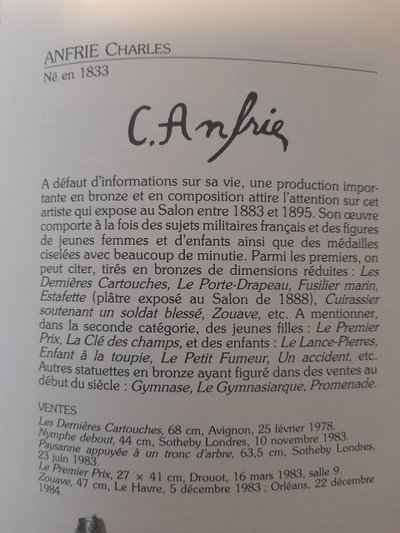 ANFRIE CHARLES
Né en 1833
C. Anfrie
A défaut d'informations sur sa vie, une production impor-
tante en bronze et en composition attire l'attention sur cet
artiste qui expose au Salon entre 1883 et 1895. Son œuvre
comporte à la fois des sujets militaires français et des figures
de jeunes femmes et d'enfants ainsi que des médailles
ciselées avec beaucoup de minutie. Parmi les premiers, on
peut citer, tirés en bronzes de dimensions réduites : Les
Dernières Cartouches, Le Porte-Drapeau, Fusilier marin,
Estafette (plâtre exposé au Salon de 1888), Cuirassier
soutenant un soldat blessé, Zouave, etc. A mentionner,
dans la seconde catégorie, des jeunes filles : Le Premier
Prix, La Clé des champs, et des enfants : Le Lance-Pierres,
Enfant à la toupie, Le Petit Fumeur, Un accident, etc.
Autres statuettes en bronze ayant figuré dans des ventes au
début du siècle : Gymnase, Le Gymnasiarque, Promenade.
VENTES
Les Dernières Cartouches, 68 cm, Avignon, 25 février 1978.
Nymphe debout, 44 cm, Sotheby Londres, 10 novembre 1983.
Paysanne appuyée à un tronc d'arbre, 63,5 cm, Sotheby Londres,
23 juin 1983.
Le Premier Prix, 27 × 41 cm, Drouot, 16 mars 1983, salle 9.
Zouave, 47 cm, Le Havre, 5 décembre 1983 ; Orléans, 22 décembre
1984.